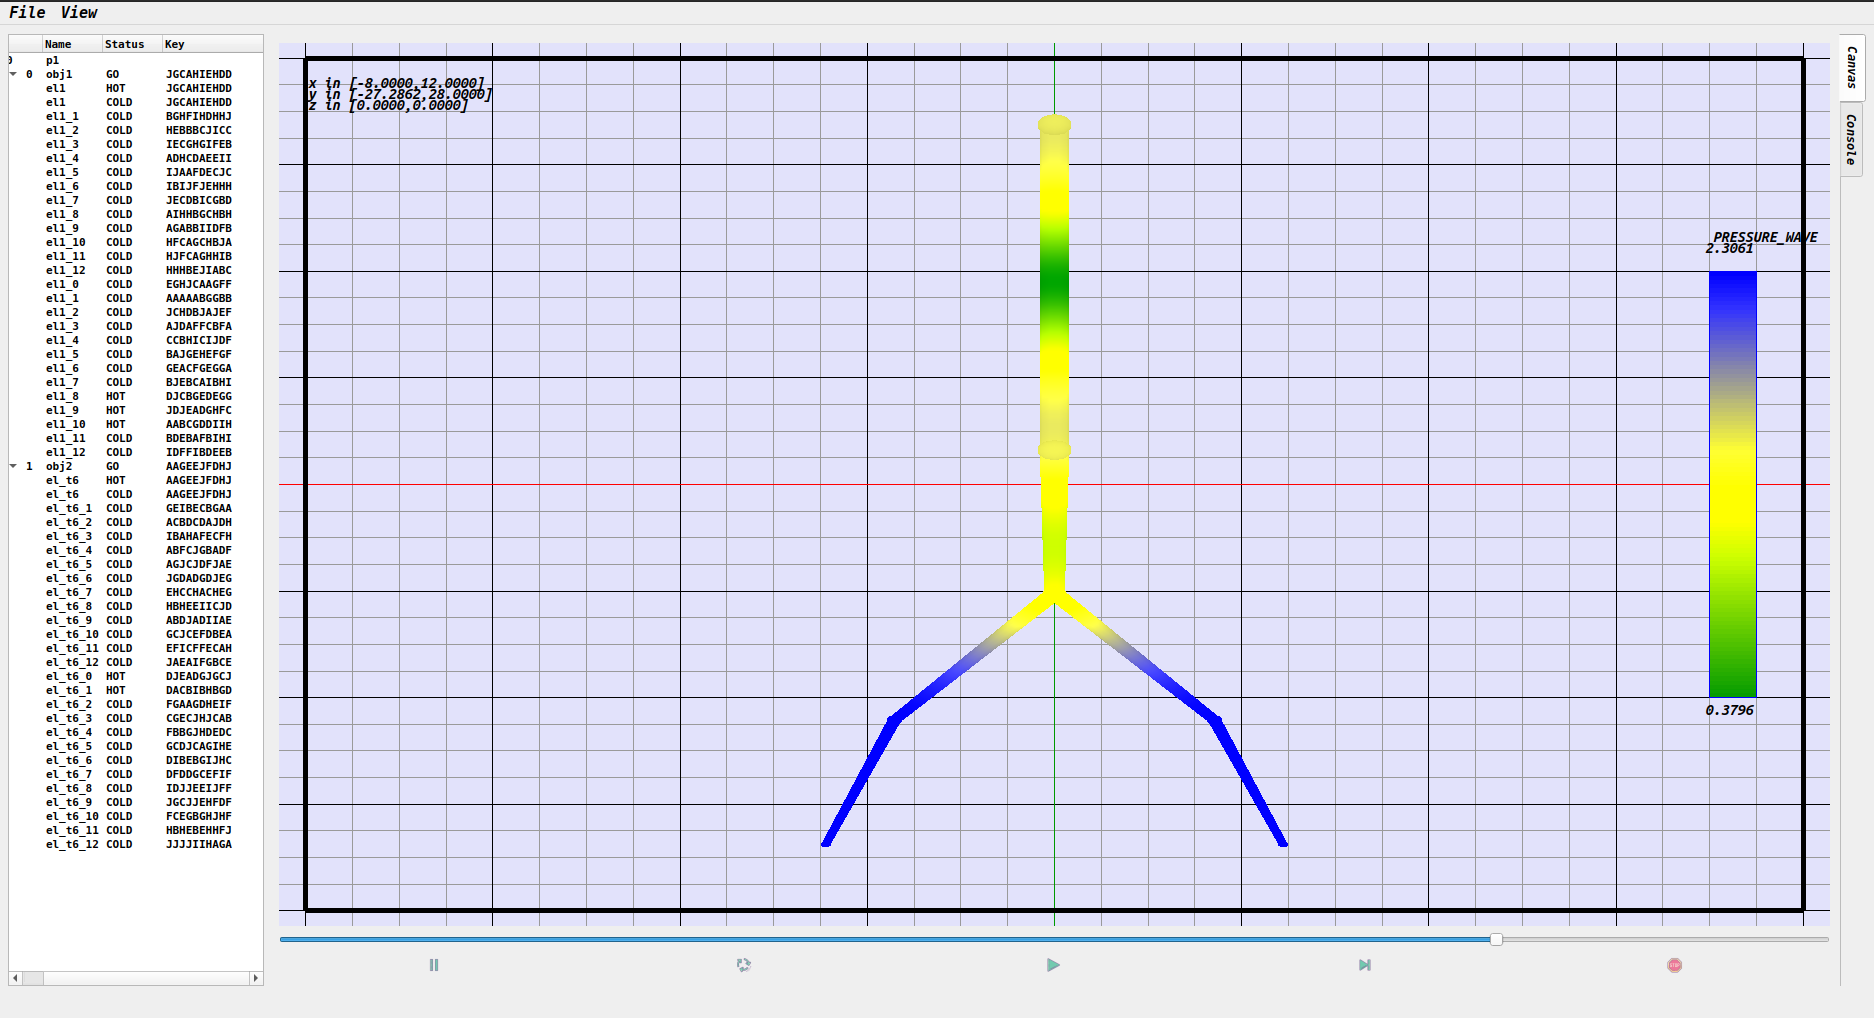 File View
Name Status Key
p1
0 obj1 GO JGCAHIEHDD
el1 HOT JGCAHIEHDD
el1 COLD JGCAHIEHDD
el1_1 COLD BGHFIHDHHJ
el1_2 COLD HEBBBCJICC
el1_3 COLD IECGHGIFEB
el1_4 COLD ADHCDAEEII
el1_5 COLD IJAAFDECJC
el1_6 COLD IBIJFJEHHH
el1_7 COLD JECDBICGBD
el1_8 COLD AIHHBGCHBH
el1_9 COLD AGABBIIDFB
el1_10 COLD HFCAGCHBJA
el1_11 COLD HJFCAGHHIB
el1_12 COLD HHHBEJIABC
el1_0 COLD EGHJCAAGFF
el1_1 COLD AAAAABGGBB
el1_2 COLD JCHDBJAJEF
el1_3 COLD AJDAFFCBFA
el1_4 COLD CCBHICIJDF
el1_5 COLD BAJGEHEFGF
el1_6 COLD GEACFGEGGA
el1_7 COLD BJEBCAIBHI
el1_8 HOT DJCBGEDEGG
el1_9 HOT JDJEADGHFC
el1_10 HOT AABCGDDIIH
el1_11 COLD BDEBAFBIHI
el1_12 COLD IDFFIBDEEB
1 obj2 GO AAGEEJFDHJ
el_t6 HOT AAGEEJFDHJ
el_t6 COLD AAGEEJFDHJ
el_t6_1 COLD GEIBECBGAA
el_t6_2 COLD ACBDCDAJDH
el_t6_3 COLD IBAHAFECFH
el_t6_4 COLD ABFCJGBADF
el_t6_5 COLD AGJCJDFJAE
el_t6_6 COLD JGDADGDJEG
el_t6_7 COLD EHCCHACHEG
el_t6_8 COLD HBHEEIICJD
el_t6_9 COLD ABDJADIIAE
el_t6_10 COLD GCJCEFDBEA
el_t6_11 COLD EFICFFECAH
el_t6_12 COLD JAEAIFGBCE
el_t6_0 HOT DJEADGJGCJ
el_t6_1 HOT DACBIBHBGD
el_t6_2 COLD FGAAGDHEIF
el_t6_3 COLD CGECJHJCAB
el_t6_4 COLD FBBGJHDEDC
el_t6_5 COLD GCDJCAGIHE
el_t6_6 COLD DIBEBGIJHC
el_t6_7 COLD DFDDGCEFIF
el_t6_8 COLD IDJJEEIJFF
el_t6_9 COLD JGCJJEHFDF
el_t6_10 COLD FCEGBGHJHF
el_t6_11 COLD HBHEBEHHFJ
el_t6_12 COLD JJJJIIHAGA
x in [-8.0000,12.0000]
y in [-27.2862,28.0000]
z in [0.0000,0.0000]
PRESSURE_WAVE
2.3061
0.3796
Canvas
Console